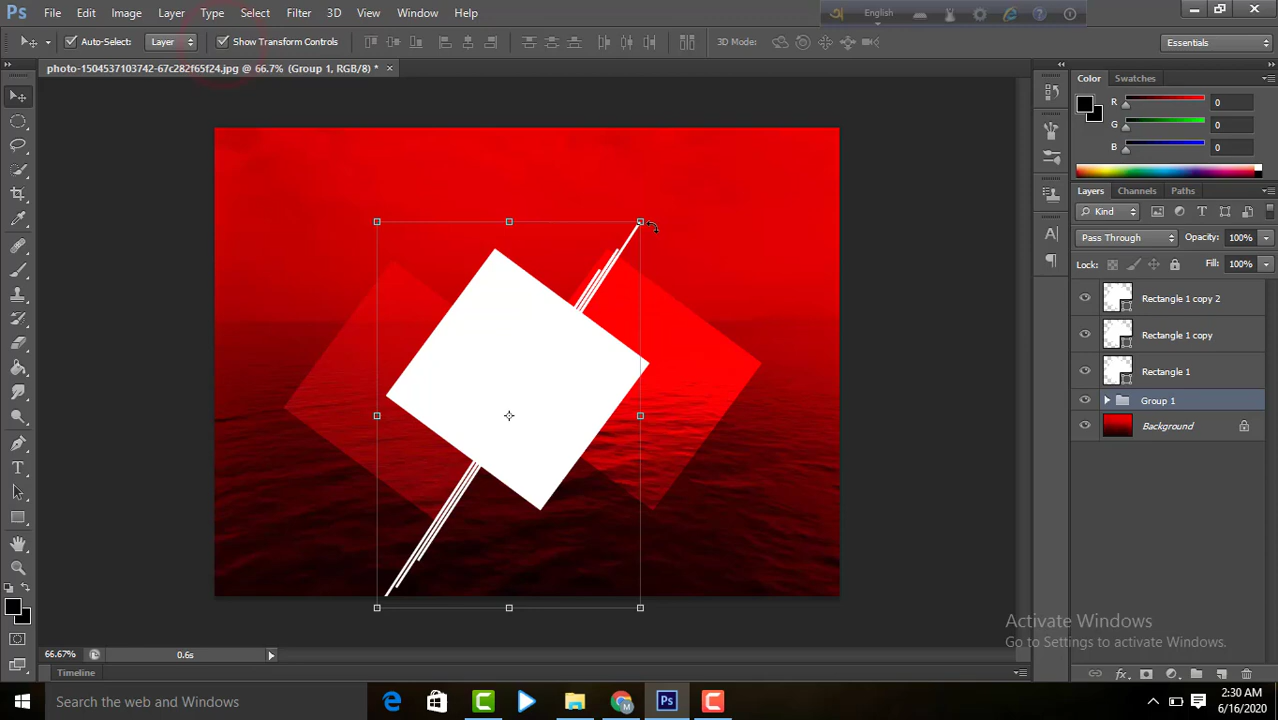 Ps File Edit Image Layer Type Select Filter 3D View Window Help
English
Auto-Select: Layer Show Transform Controls 3D Mode: Essentials
photo-1504537103742-67c282f65f24.jpg @ 66.7% (Group 1, RGB/8) * ×
Color Swatches
R 0
G 0
B 0
Layers Channels Paths
Kind
Pass Through Opacity: 100%
Lock: Fill: 100%
Rectangle 1 copy 2
Rectangle 1 copy
Rectangle 1
Group 1
Background
Activate Windows
Go to Settings to activate Windows.
66.67% 0.6s
Timeline
Search the web and Windows
Ps
2:30 AM
6/16/2020